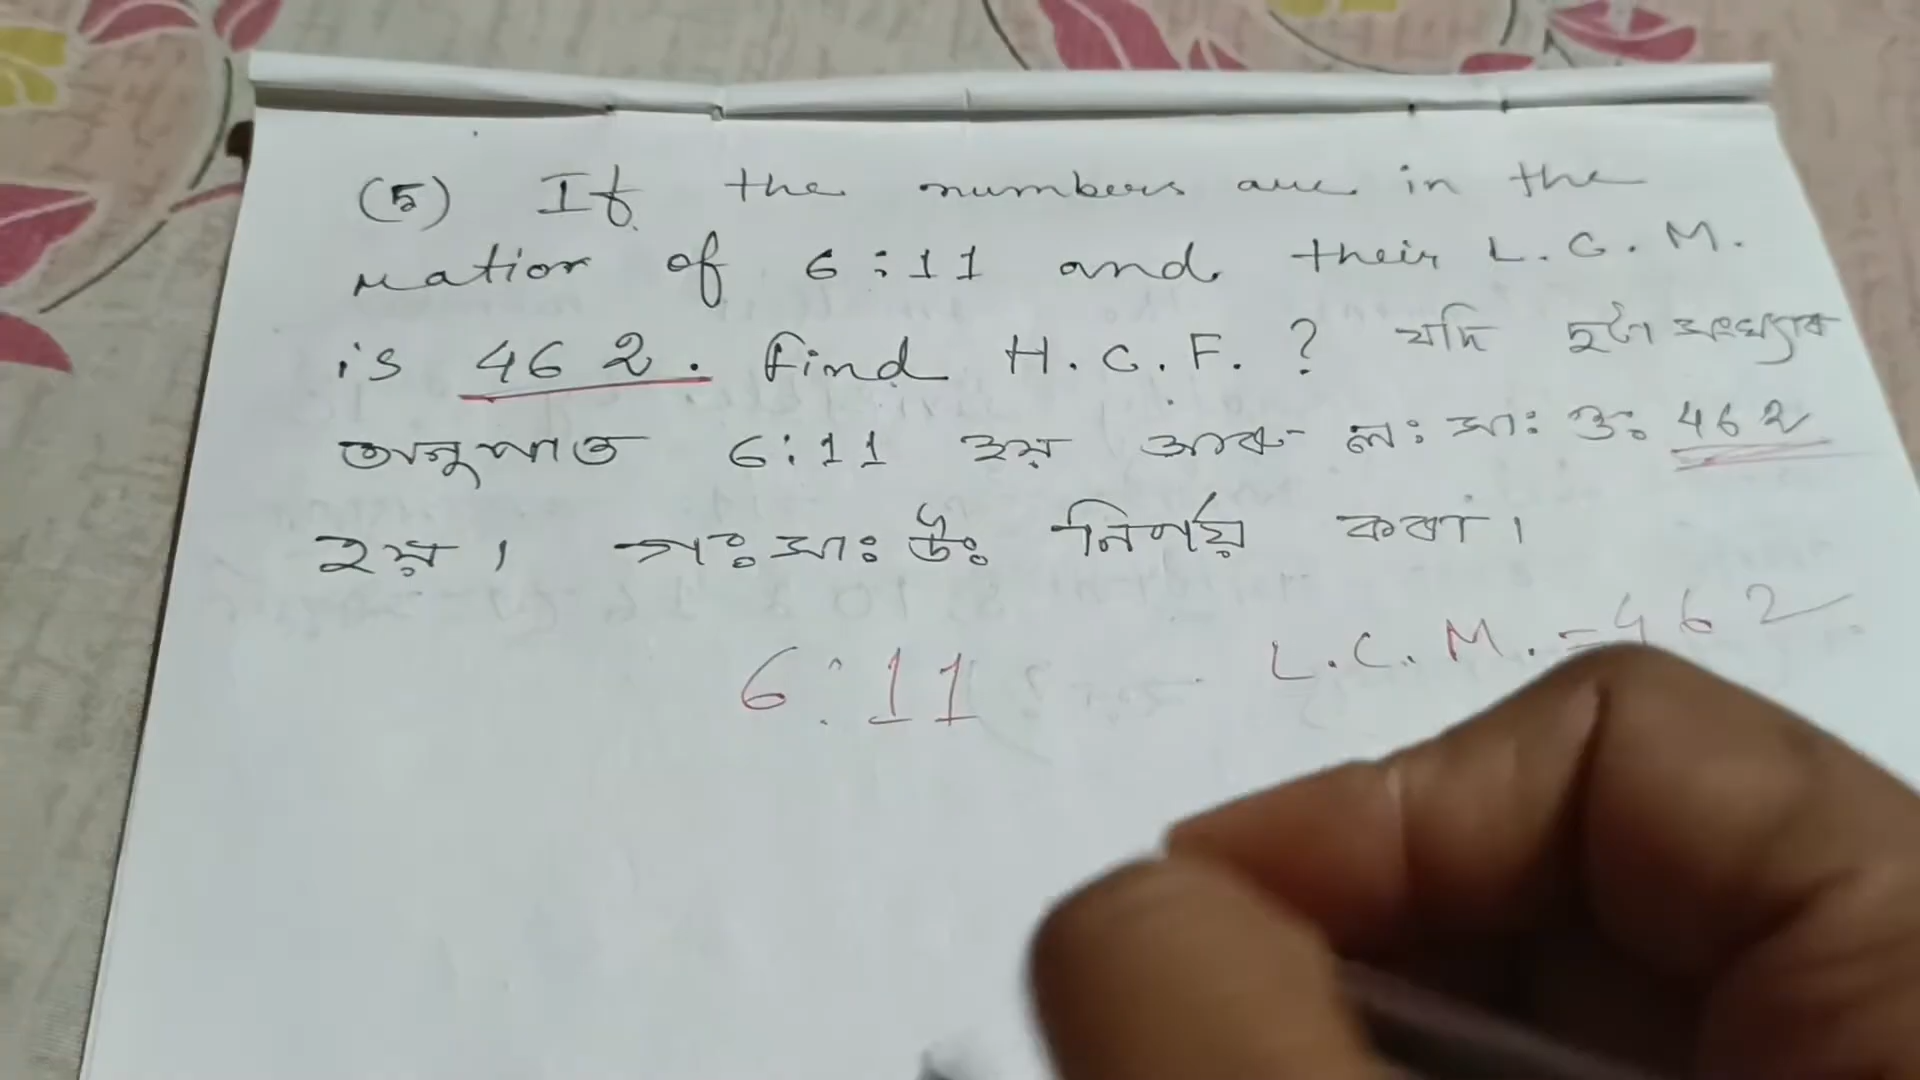 (5) If the numbers are in the
ration of 6:11 and their L.C.M.
is 462. find H.C.F.? যদি দুটা সংখ্যাৰ
অনুপাত 6:11 হয় আৰু ল: সা: গু: 462
হয়। গ: সা: উ: নিৰ্ণয় কৰা।
6:11 L.C.M. = 462